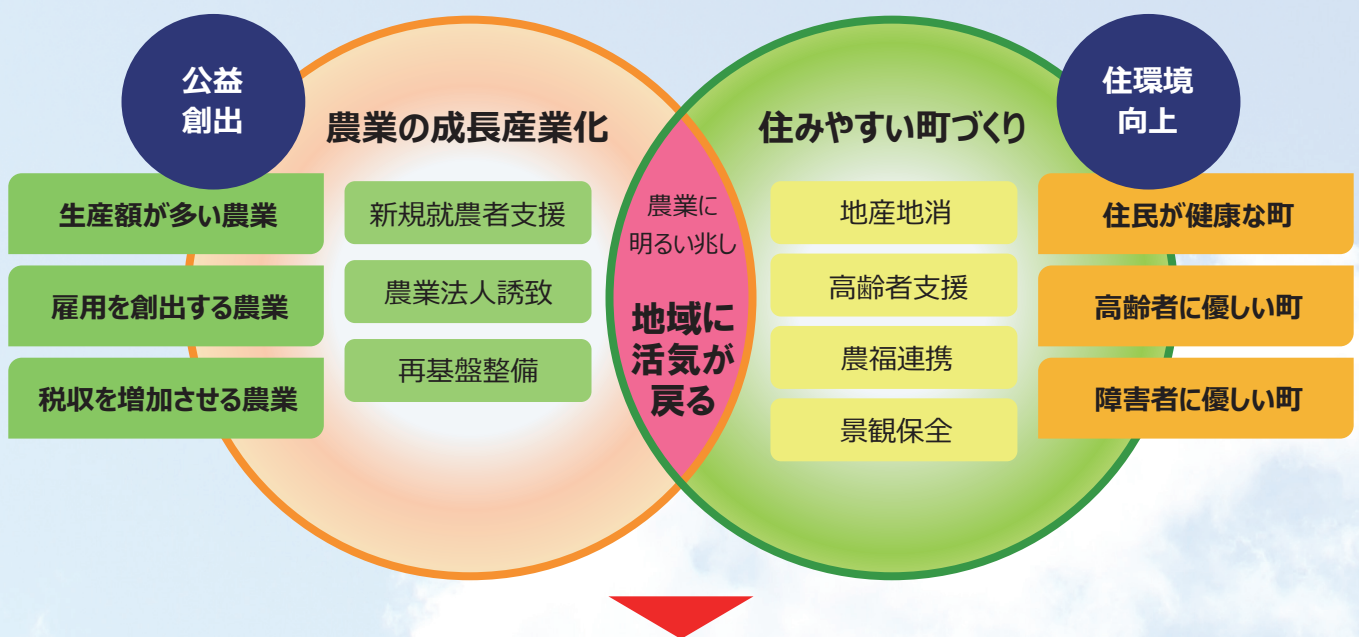 公益
創出
農業の成長産業化
生産額が多い農業
雇用を創出する農業
税収を増加させる農業
新規就農者支援
農業法人誘致
再基盤整備
農業に
明るい兆し
地域に
活気が
戻る
住みやすい町づくり
地産地消
高齢者支援
農福連携
景観保全
住環境
向上
住民が健康な町
高齢者に優しい町
障害者に優しい町